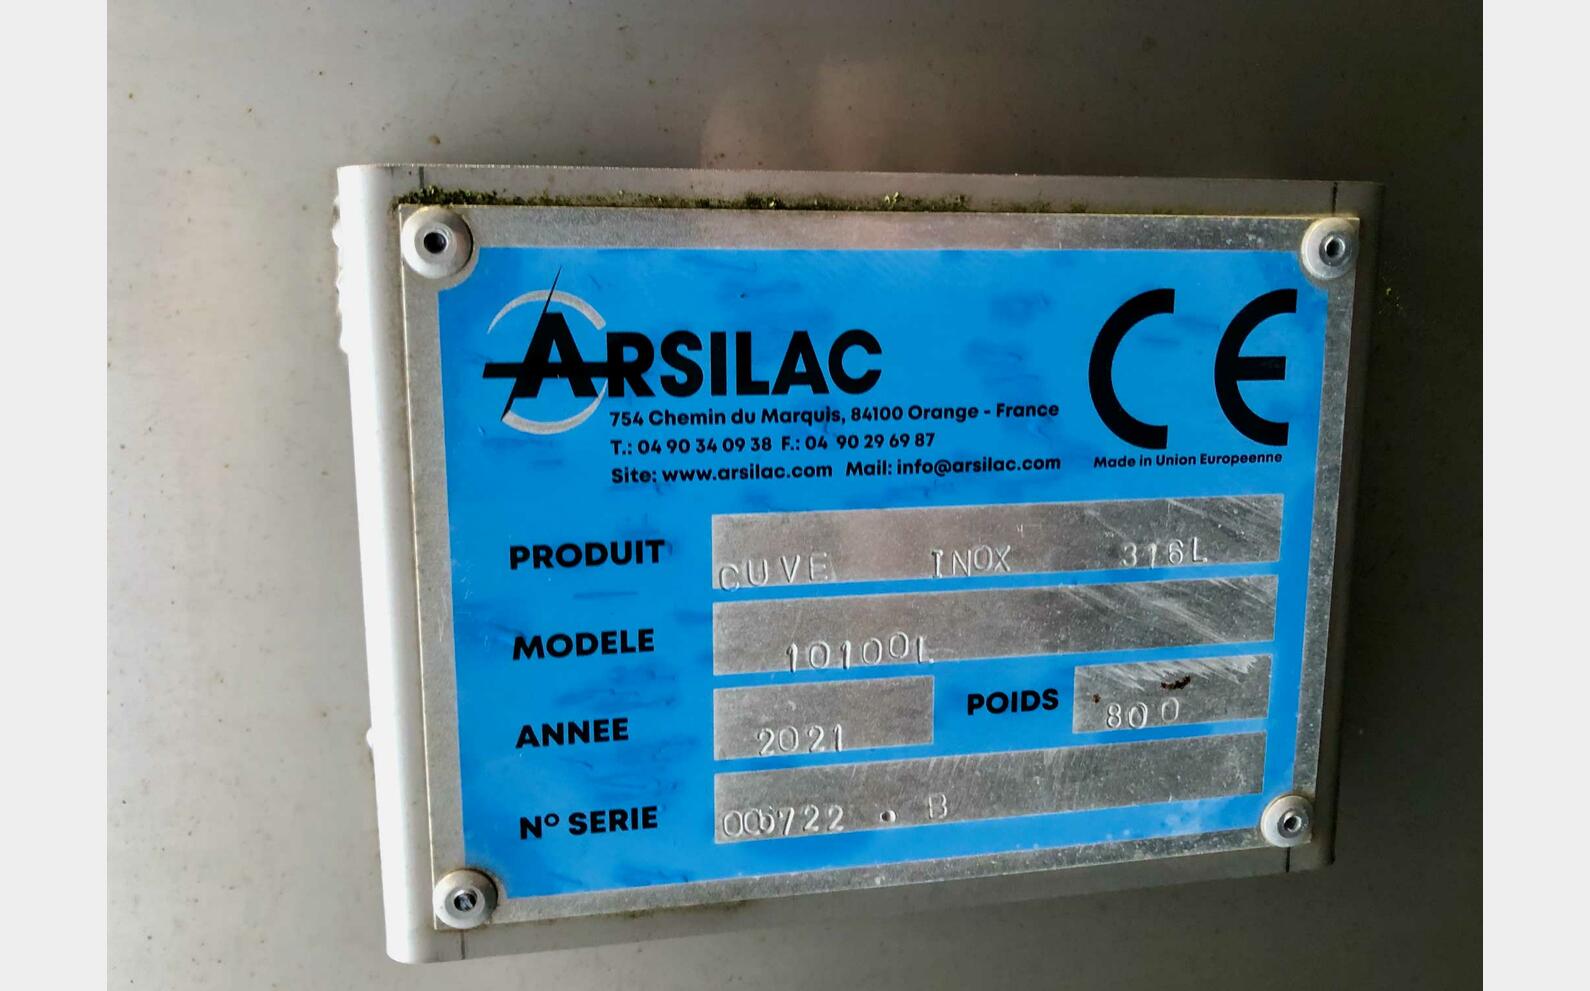 ARSILAC
754 Chemin du Marquis, 84100 Orange - France
T.: 04 90 34 09 38 F.: 04 90 29 69 87
Site: www.arsilac.com Mail: info@arsilac.com
CE
Made in Union Europeenne
PRODUIT CUVE INOX 316L
MODELE 10100L
ANNEE 2021 POIDS 800
N° SERIE 006722 . B